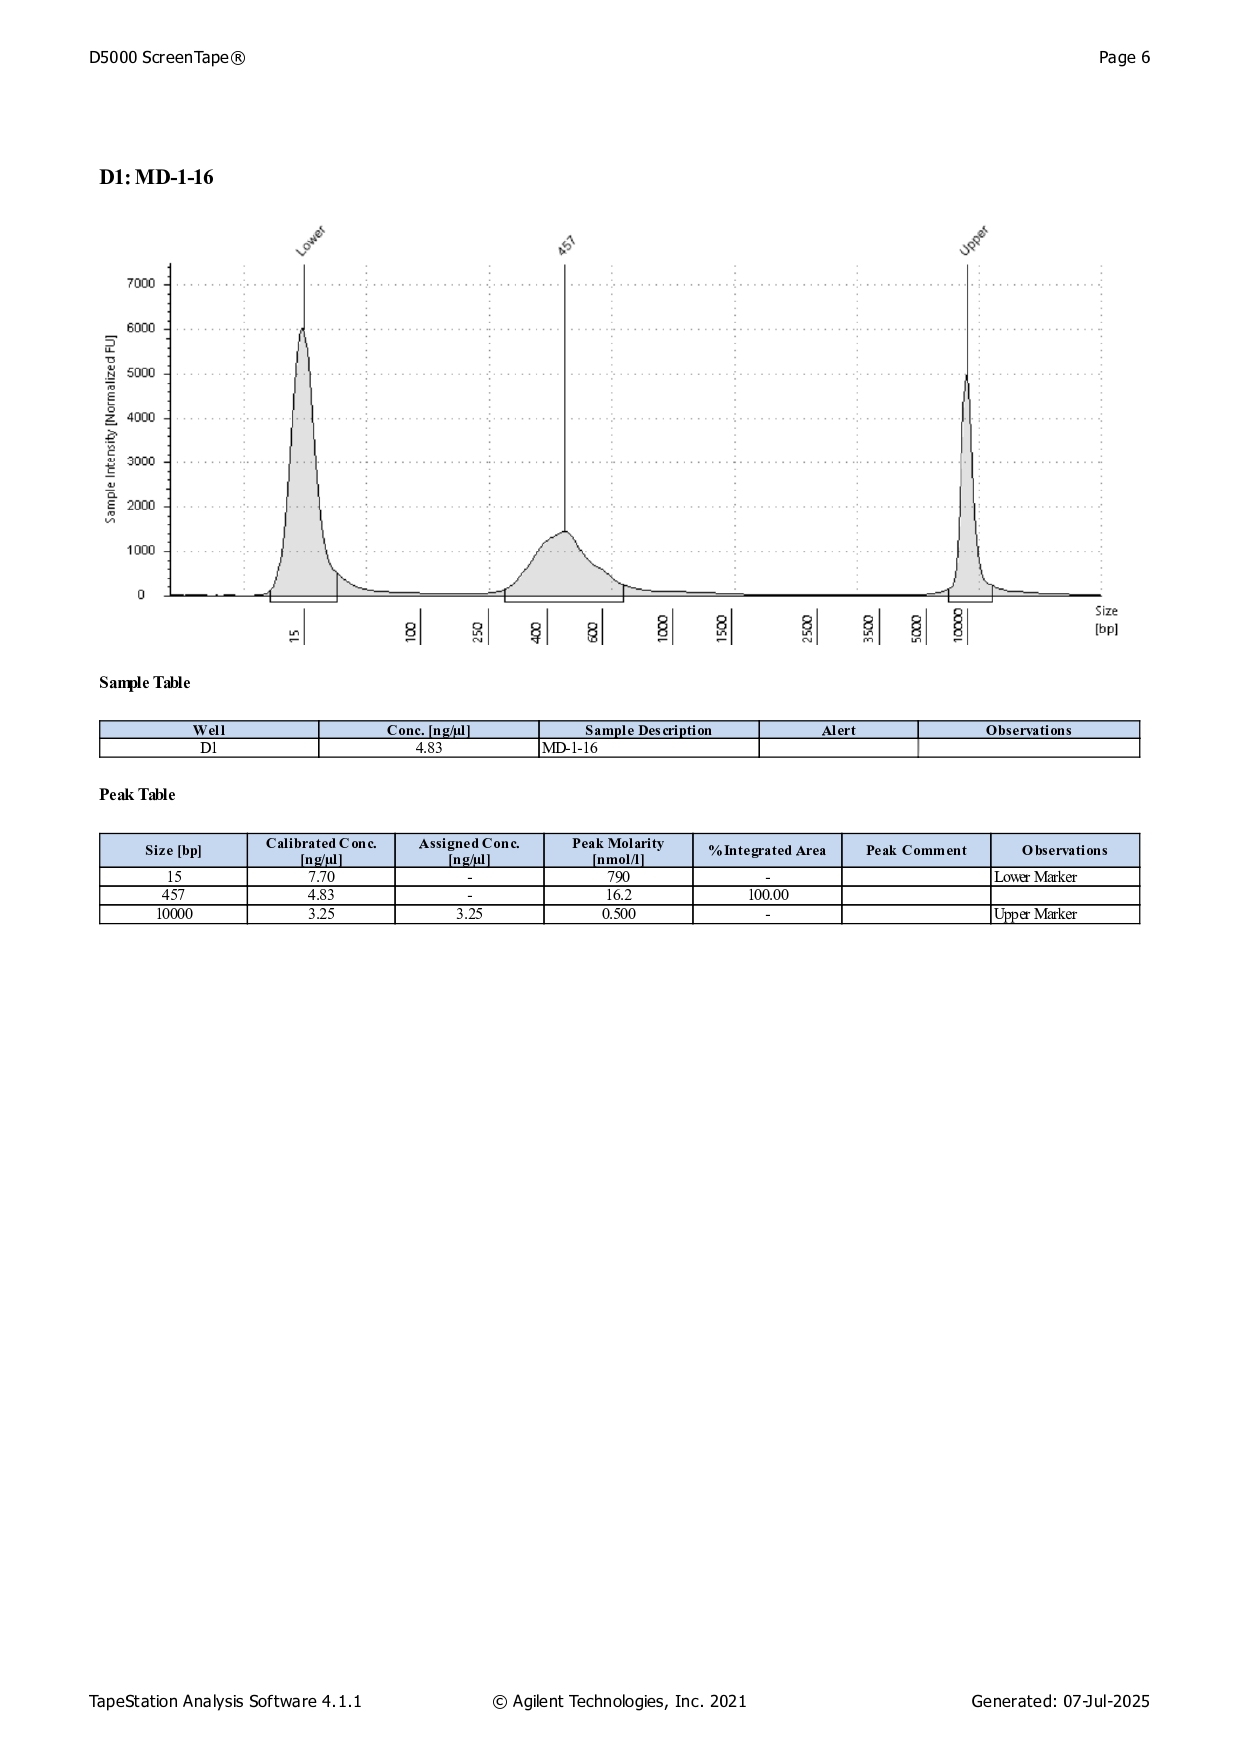 D5000 ScreenTape® Page 6
D1: MD-1-16
Lower 457 Upper
Sample Intensity [Normalized FU]
7000
6000
5000
4000
3000
2000
1000
0
15 100 250 400 600 1000 1500 2500 3500 5000 10000
Size
[bp]
Sample Table
Well Conc. [ng/µl] Sample Description Alert Observations
D1 4.83 MD-1-16
Peak Table
Size [bp] Calibrated Conc. [ng/µl] Assigned Conc. [ng/µl] Peak Molarity [nmol/l] % Integrated Area Peak Comment Observations
15 7.70 - 790 - Lower Marker
457 4.83 - 16.2 100.00
10000 3.25 3.25 0.500 - Upper Marker
TapeStation Analysis Software 4.1.1 © Agilent Technologies, Inc. 2021 Generated: 07-Jul-2025